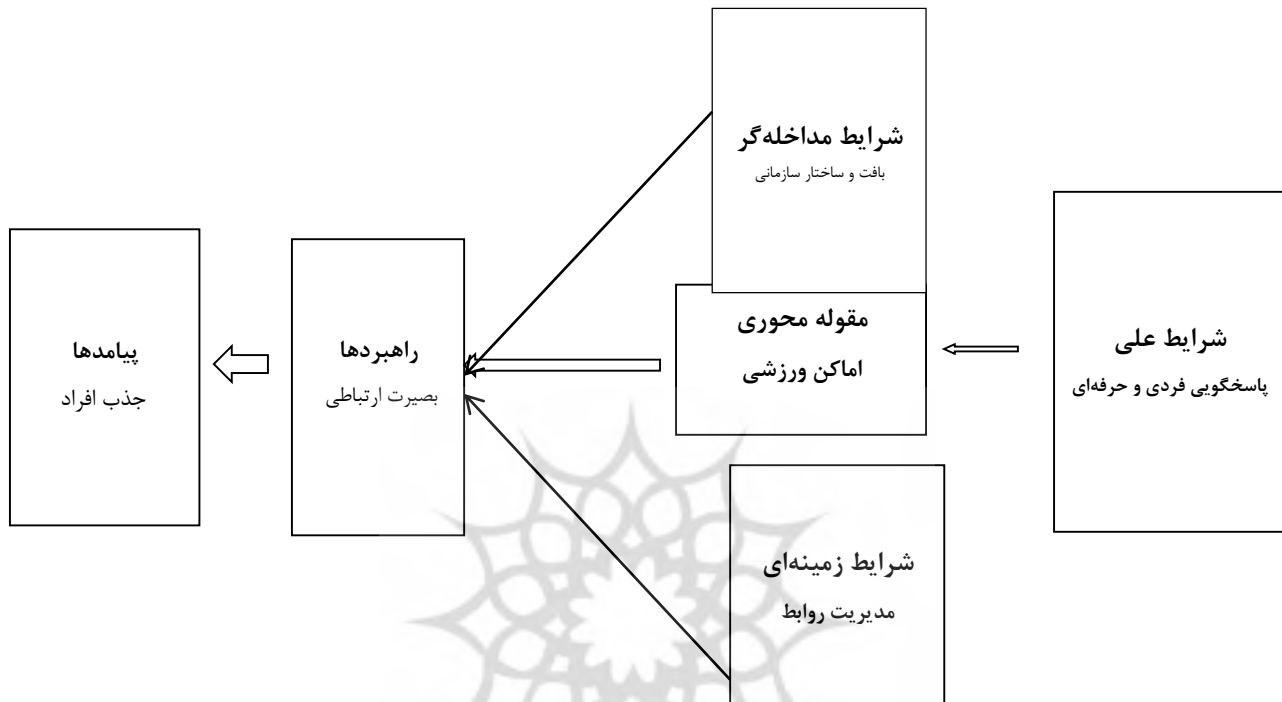 شرایط مداخله‌گر
بافت و ساختار سازمانی
شرایط علی
پاسخگویی فردی و حرفه‌ای
مقوله محوری
اماکن ورزشی
راهبردها
بصیرت ارتباطی
پیامدها
جذب افراد
شرایط زمینه‌ای
مدیریت روابط